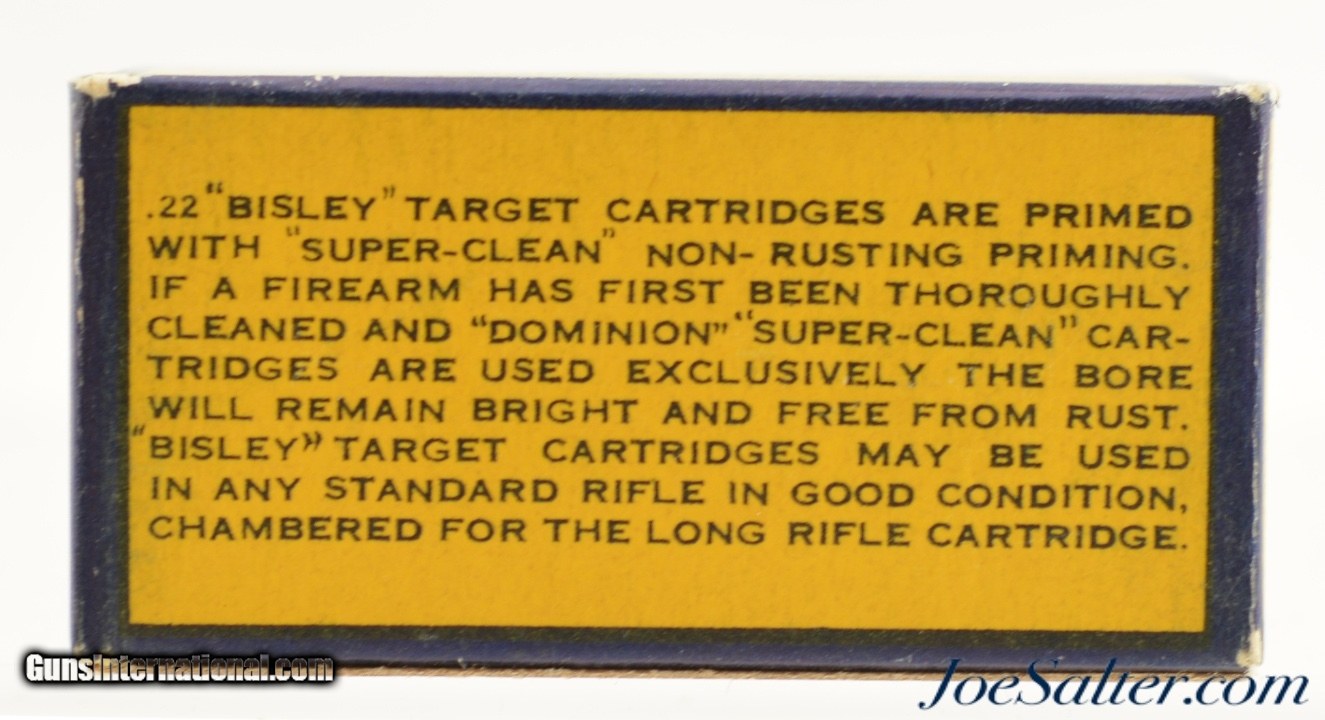 .22 "BISLEY" TARGET CARTRIDGES ARE PRIMED
WITH "SUPER-CLEAN" NON-RUSTING PRIMING.
IF A FIREARM HAS FIRST BEEN THOROUGHLY
CLEANED AND "DOMINION" "SUPER-CLEAN" CAR-
TRIDGES ARE USED EXCLUSIVELY THE BORE
WILL REMAIN BRIGHT AND FREE FROM RUST.
"BISLEY" TARGET CARTRIDGES MAY BE USED
IN ANY STANDARD RIFLE IN GOOD CONDITION,
CHAMBERED FOR THE LONG RIFLE CARTRIDGE.
GunsInternational.com
JoeSalter.com